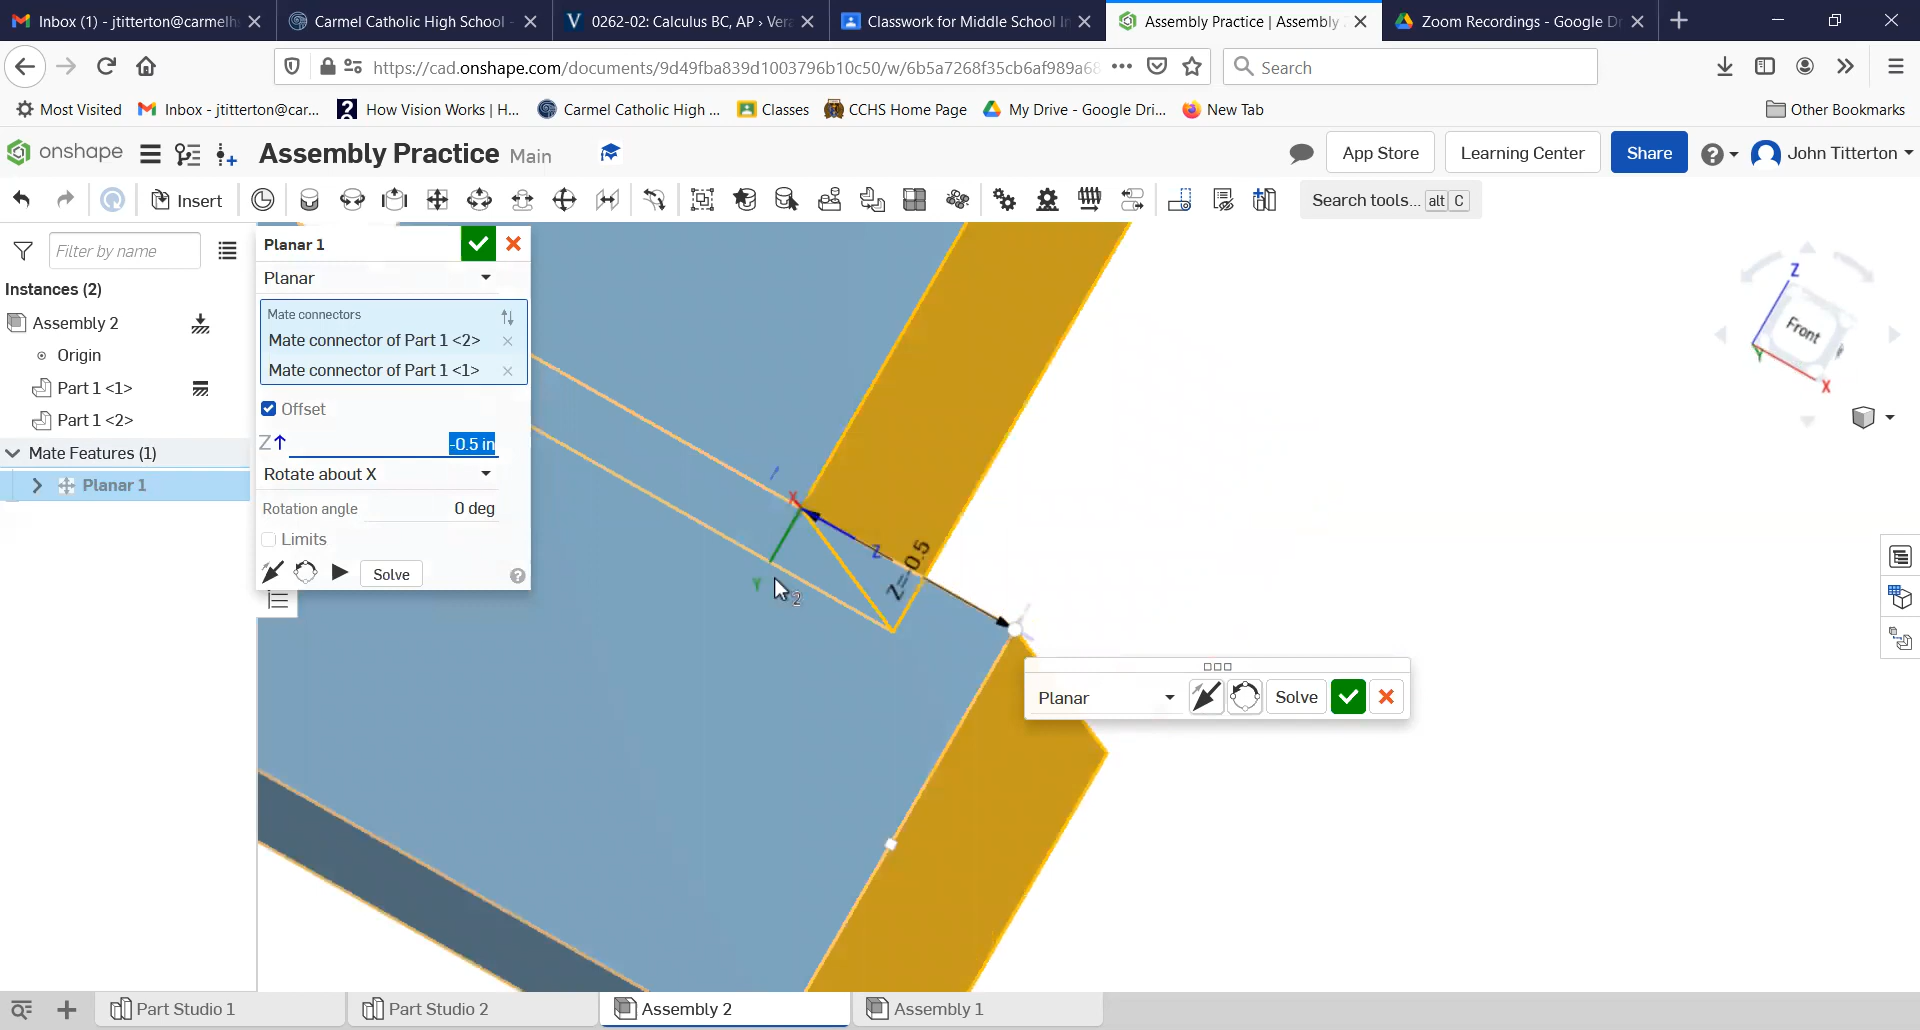 Inbox (1) - jtitterton@carmelh
Carmel Catholic High School -
0262-02: Calculus BC, AP › Vera
Classwork for Middle School In
Assembly Practice | Assembly
Zoom Recordings - Google Dr
https://cad.onshape.com/documents/9d49fba839d1003796b10c50/w/6b5a7268f35cb6af989a68
Search
Most Visited
Inbox - jtitterton@car...
How Vision Works | H...
Carmel Catholic High ...
Classes
CCHS Home Page
My Drive - Google Dri...
New Tab
Other Bookmarks
onshape
Assembly Practice Main
App Store
Learning Center
Share
John Titterton
Insert
Search tools... alt C
Filter by name
Instances (2)
Assembly 2
Origin
Part 1 <1>
Part 1 <2>
Mate Features (1)
Planar 1
Planar 1
Planar
Mate connectors
Mate connector of Part 1 <2>
Mate connector of Part 1 <1>
Offset
Z -0.5 in
Rotate about X
Rotation angle 0 deg
Limits
Solve
X
Y
Z
Z=-0.5
2
Planar
Solve
Z
Front
Y
X
Part Studio 1
Part Studio 2
Assembly 2
Assembly 1